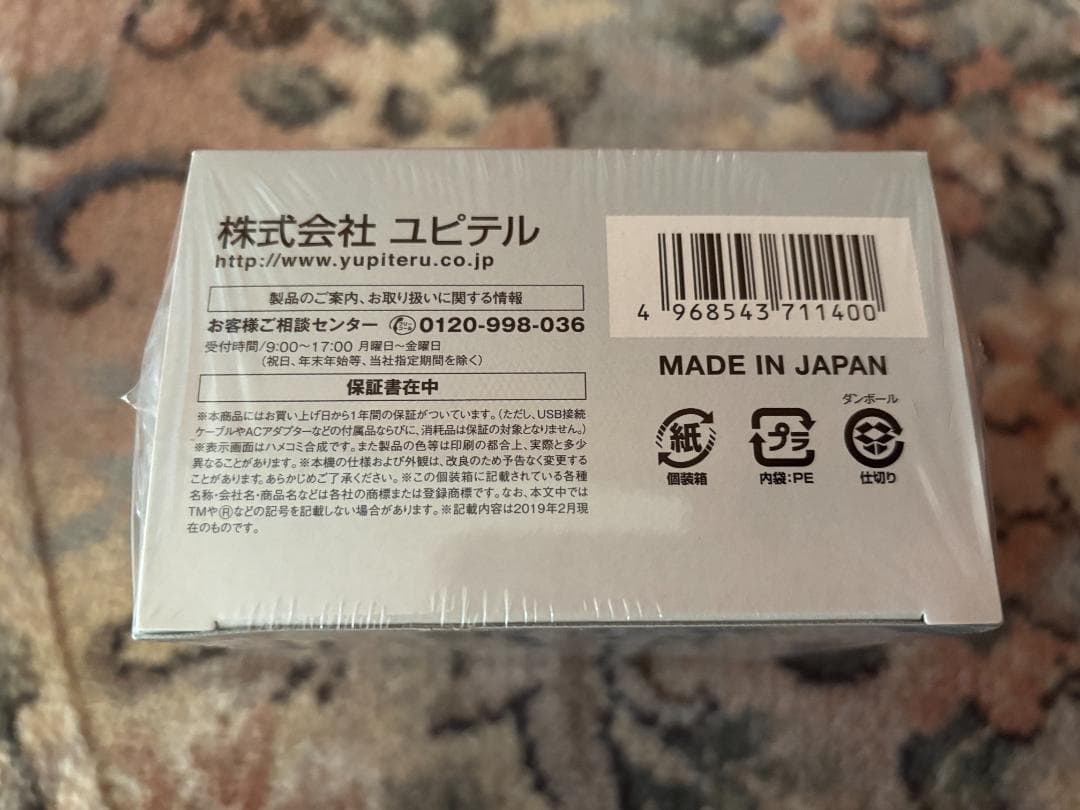 株式会社 ユピテル
http://www.yupiteru.co.jp
製品のご案内、お取り扱いに関する情報
お客様ご相談センター 0120-998-036
受付時間/9:00〜17:00 月曜日〜金曜日
(祝日、年末年始等、当社指定期間を除く)
保証書在中
※本商品にはお買い上げ日から1年間の保証がついています。(ただし、USB接続
ケーブルやACアダプターなどの付属品ならびに、消耗品は保証の対象となりません。)
※表示画面はハメコミ合成です。また製品の色等は印刷の都合上、実際と多少
異なることがあります。※本機の仕様および外観は、改良のため予告なく変更する
ことがあります。あらかじめご了承ください。※この個装箱に記載されている各種
名称・会社名・商品名などは各社の商標または登録商標です。なお、本文中では
TMや®などの記号を記載しない場合があります。※記載内容は2019年2月現
在のものです。
4 968543 711400
MADE IN JAPAN
ダンボール
紙
プラ
個装箱
内袋:PE
仕切り